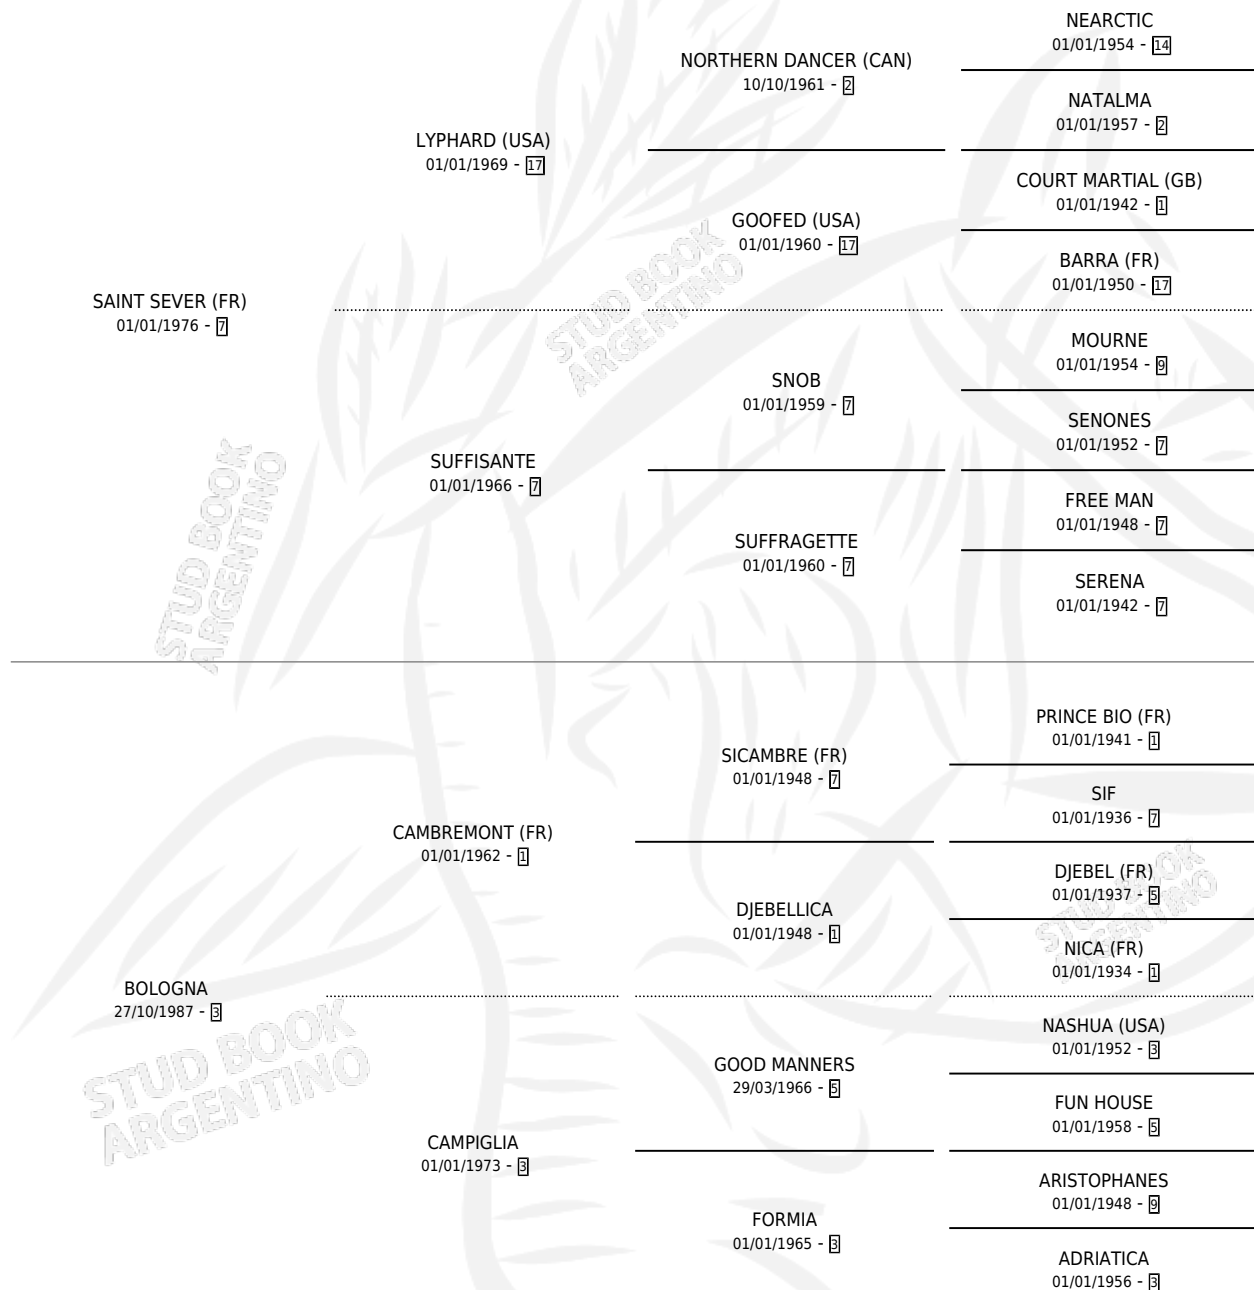 NEARCTIC
01/01/1954 - 14
NORTHERN DANCER (CAN)
10/10/1961 - 2
NATALMA
01/01/1957 - 2
LYPHARD (USA)
01/01/1969 - 17
COURT MARTIAL (GB)
01/01/1942 - 1
GOOFED (USA)
01/01/1960 - 17
BARRA (FR)
01/01/1950 - 17
SAINT SEVER (FR)
01/01/1976 - 7
STUD BOOK
ARGENTINO
MOURNE
01/01/1954 - 9
SNOB
01/01/1959 - 7
SENONES
01/01/1952 - 7
SUFFISANTE
01/01/1966 - 7
FREE MAN
01/01/1948 - 7
SUFFRAGETTE
01/01/1960 - 7
SERENA
01/01/1942 - 7
STUD BOOK
ARGENTINO
PRINCE BIO (FR)
01/01/1941 - 1
SICAMBRE (FR)
01/01/1948 - 7
SIF
01/01/1936 - 7
CAMBREMONT (FR)
01/01/1962 - 1
DJEBEL (FR)
01/01/1937 - 5
DJEBELLICA
01/01/1948 - 1
STUD BOOK
ARGENTINO
NICA (FR)
01/01/1934 - 1
BOLOGNA
27/10/1987 - 3
STUD BOOK
ARGENTINO
NASHUA (USA)
01/01/1952 - 3
GOOD MANNERS
29/03/1966 - 5
FUN HOUSE
01/01/1958 - 5
CAMPIGLIA
01/01/1973 - 3
ARISTOPHANES
01/01/1948 - 9
FORMIA
01/01/1965 - 3
ADRIATICA
01/01/1956 - 3